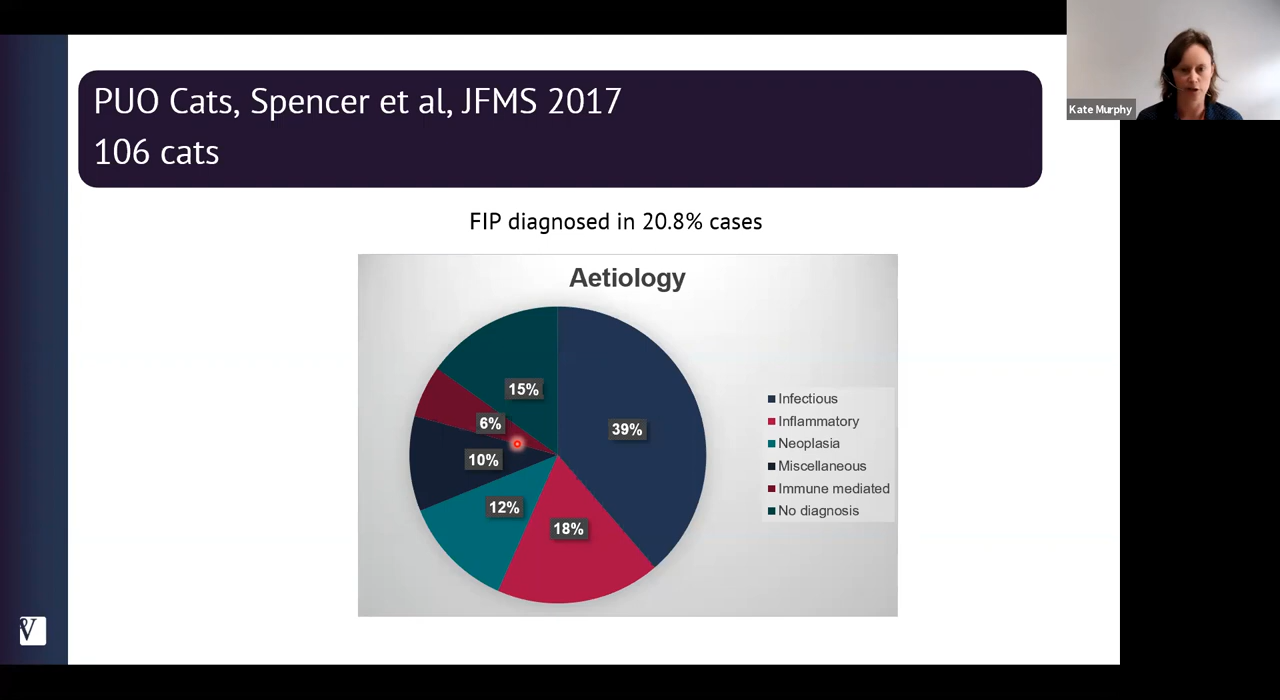 PUO Cats, Spencer et al, JFMS 2017
106 cats
Kate Murphy
FIP diagnosed in 20.8% cases
Aetiology
15%
6%
39%
10%
12%
18%
Infectious
Inflammatory
Neoplasia
Miscellaneous
Immune mediated
No diagnosis
V